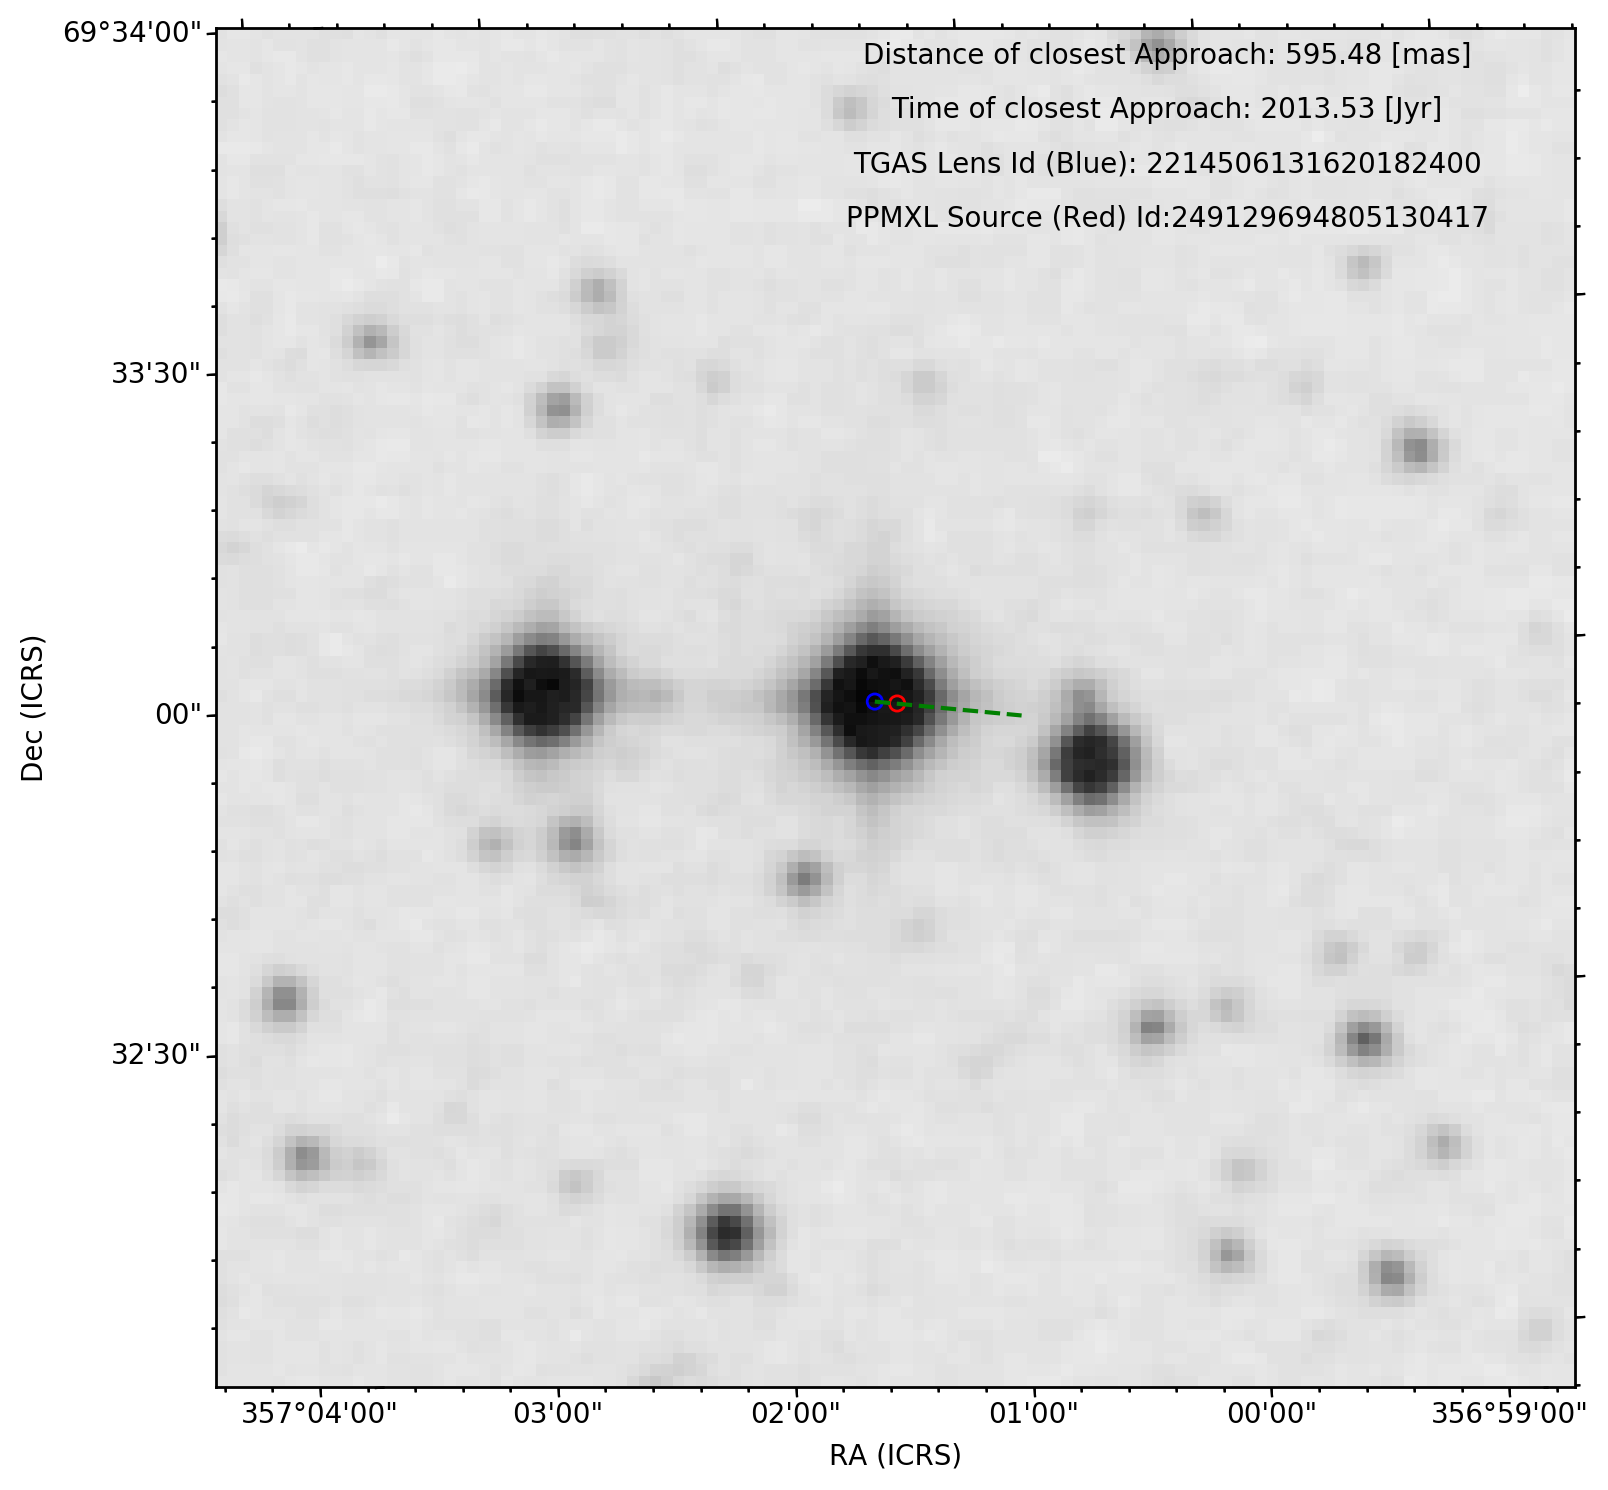 69°34'00"
Distance of closest Approach: 595.48 [mas]
Time of closest Approach: 2013.53 [Jyr]
TGAS Lens Id (Blue): 2214506131620182400
PPMXL Source (Red) Id:249129694805130417
33'30"
00"
32'30"
Dec (ICRS)
357°04'00" 03'00" 02'00" 01'00" 00'00" 356°59'00"
RA (ICRS)